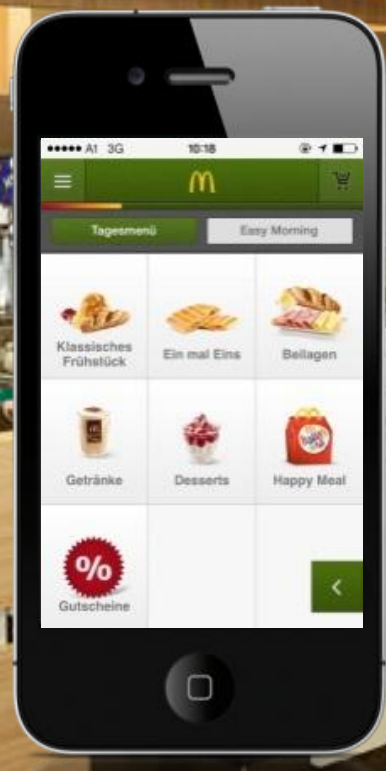 A1 3G 10:18
Tagesmenü Easy Morning
Klassisches
Frühstück
Ein mal Eins
Beilagen
Getränke
Desserts
Happy Meal
%
Gutscheine